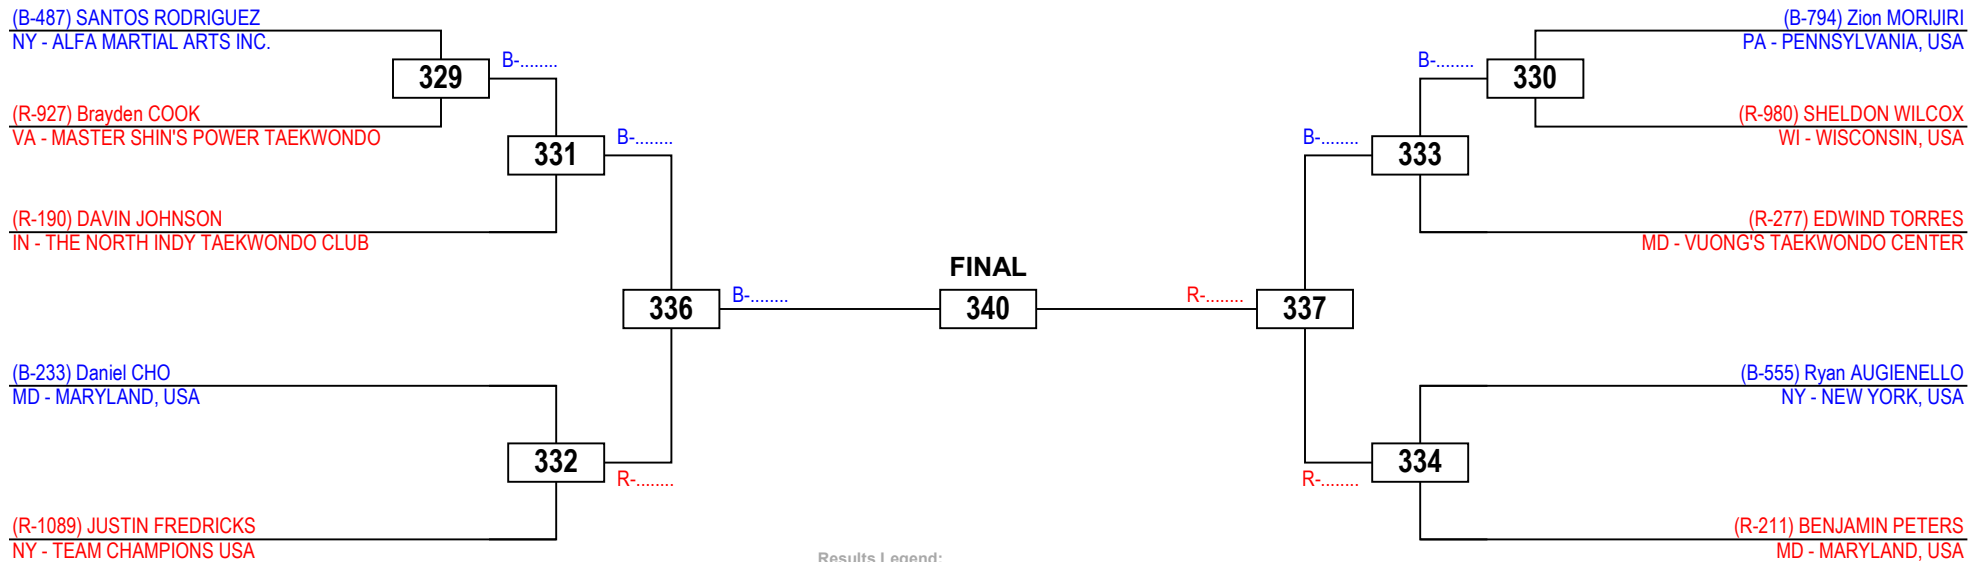 (B-487) SANTOS RODRIGUEZ
NY - ALFA MARTIAL ARTS INC.
329
B-........
(R-927) Brayden COOK
VA - MASTER SHIN'S POWER TAEKWONDO
331
B-........
(R-190) DAVIN JOHNSON
IN - THE NORTH INDY TAEKWONDO CLUB
336
B-........
(B-233) Daniel CHO
MD - MARYLAND, USA
332
R-........
(R-1089) JUSTIN FREDRICKS
NY - TEAM CHAMPIONS USA
FINAL
340
(B-794) Zion MORIJIRI
PA - PENNSYLVANIA, USA
B-........
330
(R-980) SHELDON WILCOX
WI - WISCONSIN, USA
B-........
333
(R-277) EDWIND TORRES
MD - VUONG'S TAEKWONDO CENTER
R-........
337
(B-555) Ryan AUGIENELLO
NY - NEW YORK, USA
334
R-........
(R-211) BENJAMIN PETERS
MD - MARYLAND, USA
Results Legend: